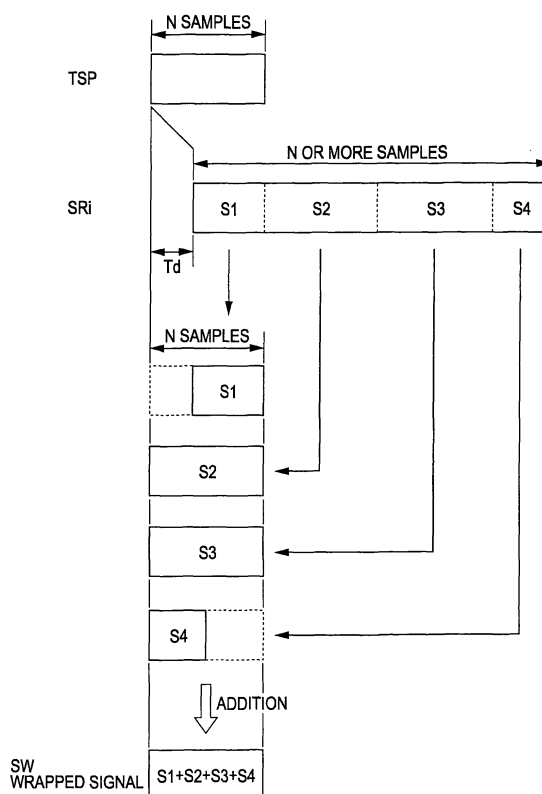 N SAMPLES
TSP
N OR MORE SAMPLES
SRi
S1
S2
S3
S4
Td
N SAMPLES
S1
S2
S3
S4
ADDITION
SW
WRAPPED SIGNAL
S1+S2+S3+S4